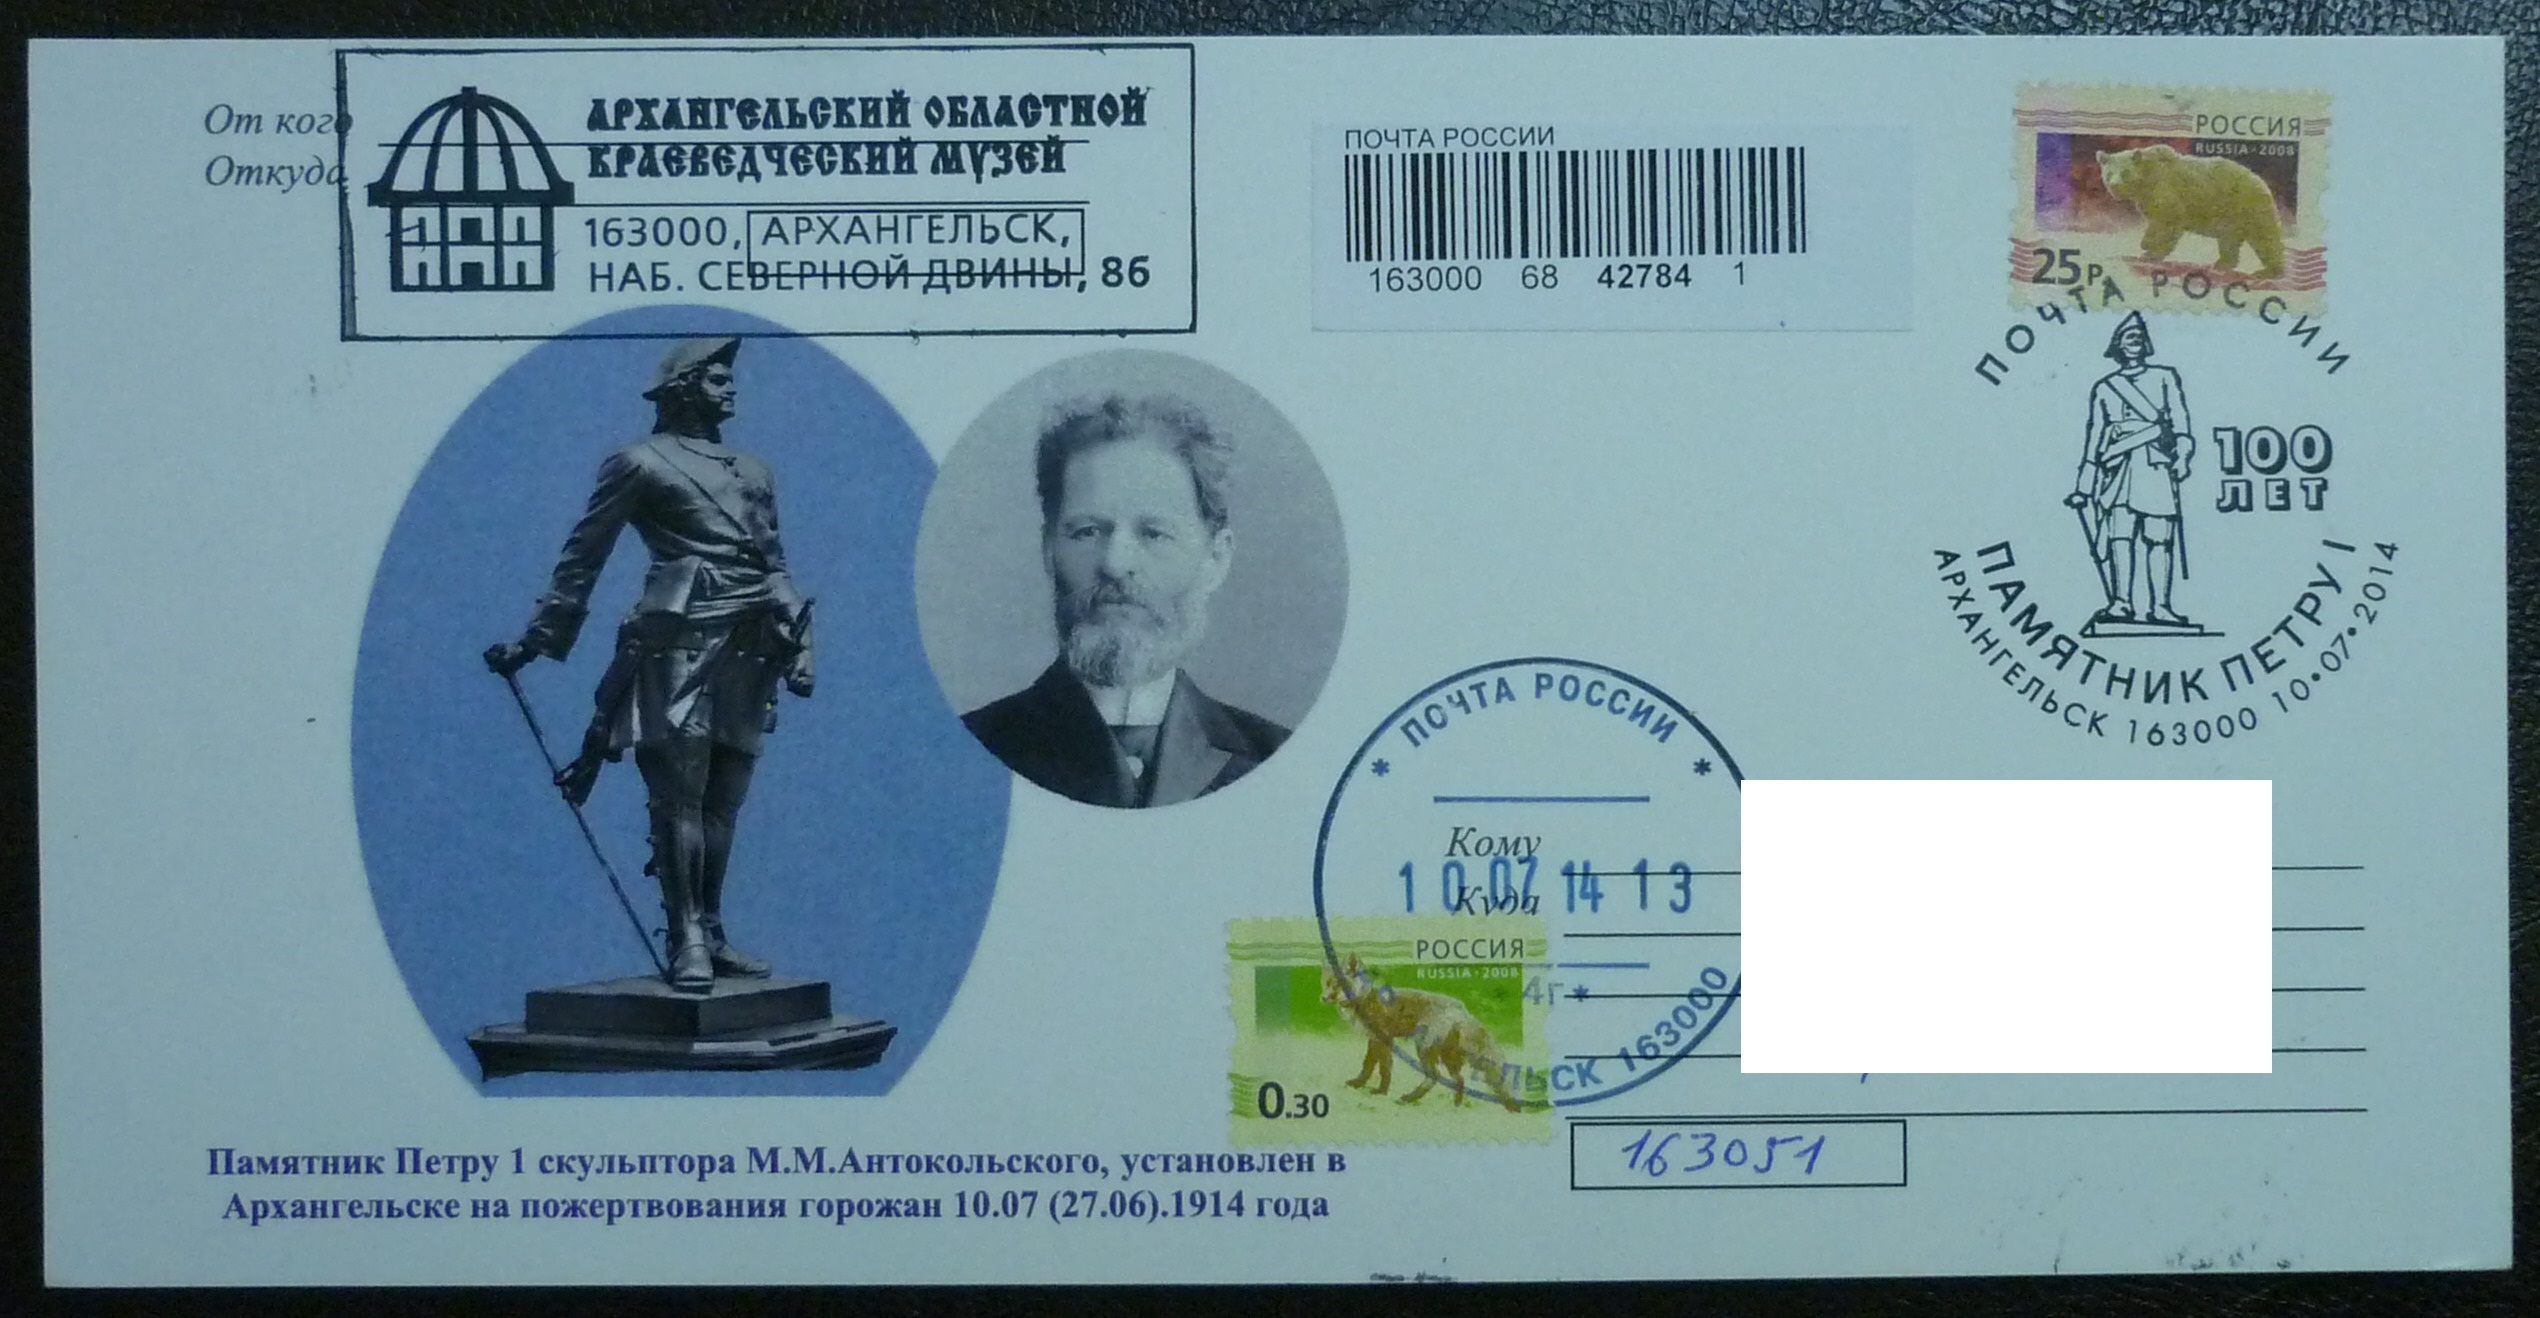 От кого
Откуда
АРХАНГЕЛЬСКИЙ ОБЛАСТНОЙ
КРАЕВЕДЧЕСКИЙ МУЗЕЙ
163000, АРХАНГЕЛЬСК,
НАБ. СЕВЕРНОЙ ДВИНЫ, 86
ПОЧТА РОССИИ
163000 68 42784 1
РОССИЯ
RUSSIA · 2008
25 Р
ПОЧТА РОССИИ
100
ЛЕТ
ПАМЯТНИК ПЕТРУ I
АРХАНГЕЛЬСК 163000 10•07•2014
* ПОЧТА РОССИИ *
Кому
10 07 14 13
Куда
РОССИЯ
RUSSIA · 2008
163000
0.30
163051
Памятник Петру 1 скульптора М.М.Антокольского, установлен в
Архангельске на пожертвования горожан 10.07 (27.06).1914 года